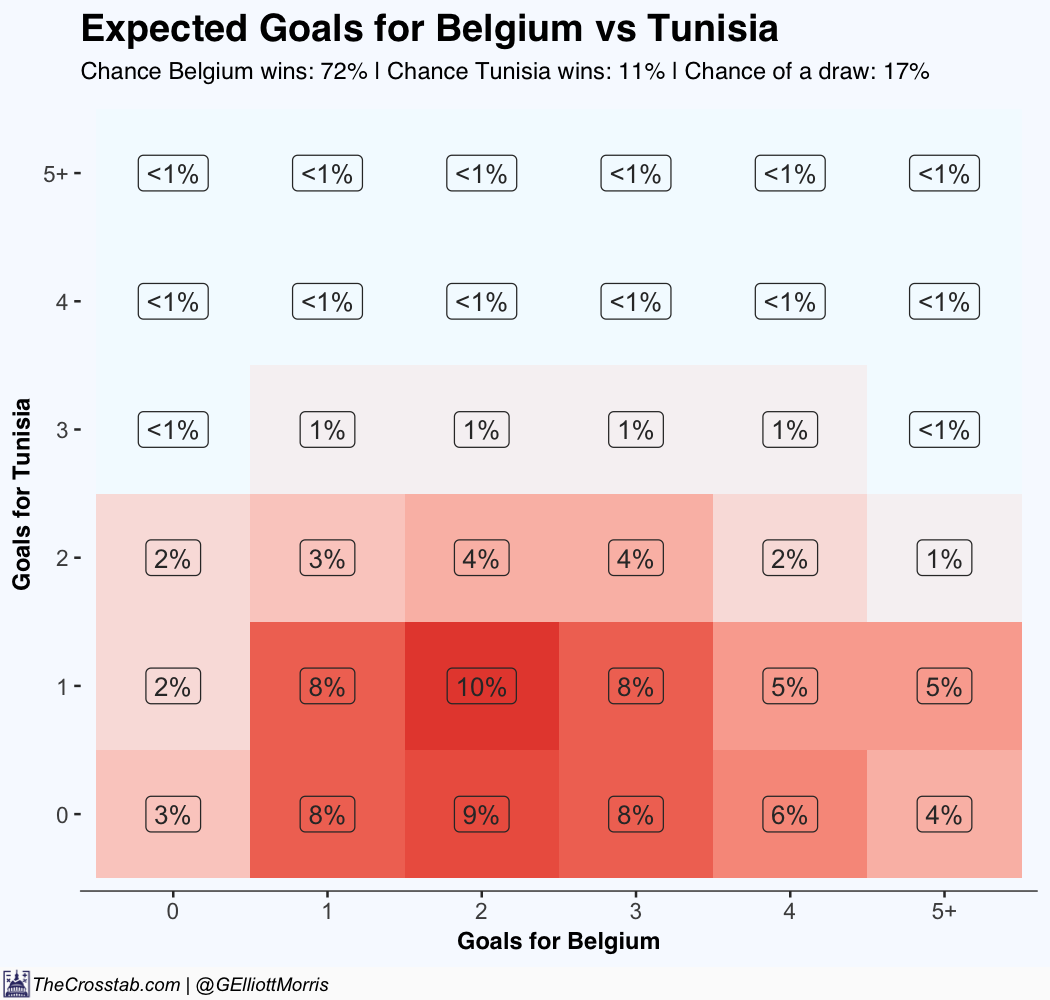 Expected Goals for Belgium vs Tunisia
Chance Belgium wins: 72% | Chance Tunisia wins: 11% | Chance of a draw: 17%
Goals for Tunisia
5+ <1% <1% <1% <1% <1% <1%
4 <1% <1% <1% <1% <1% <1%
3 <1% 1% 1% 1% 1% <1%
2 2% 3% 4% 4% 2% 1%
1 2% 8% 10% 8% 5% 5%
0 3% 8% 9% 8% 6% 4%
0 1 2 3 4 5+
Goals for Belgium
TheCrosstab.com | @GElliottMorris